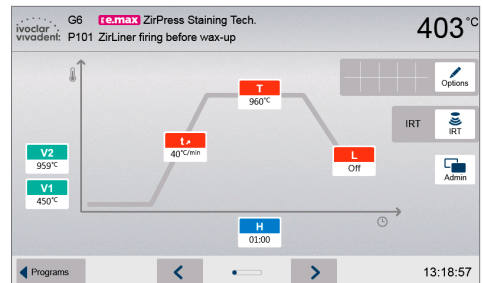 ivoclar vivadent:
G6 IPS e.max ZirPress Staining Tech.
P101 ZirLiner firing before wax-up
403°C
Options
T
960°C
IRT
IRT
t↗
40°C/min
V2
959°C
L
Off
Admin
V1
450°C
H
01:00
Programs
13:18:57